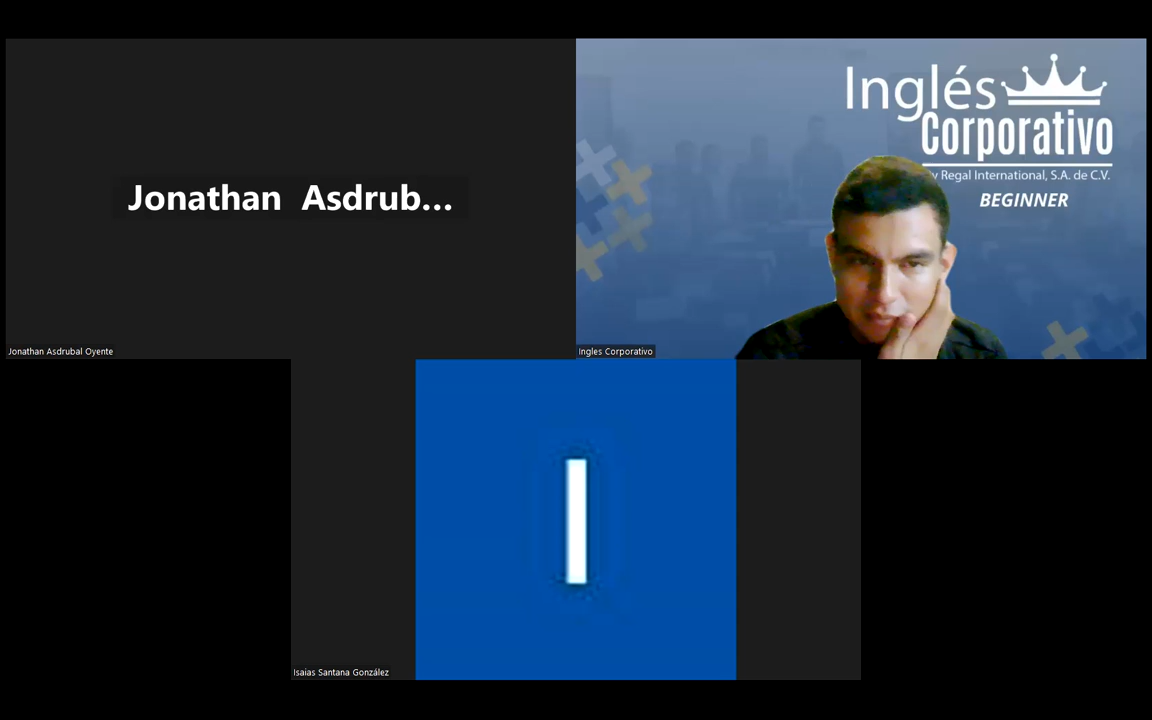 Jonathan Asdrub...
Jonathan Asdrubal Oyente
Inglés
Corporativo
y Regal International, S.A. de C.V.
BEGINNER
Ingles Corporativo
I
Isaias Santana González